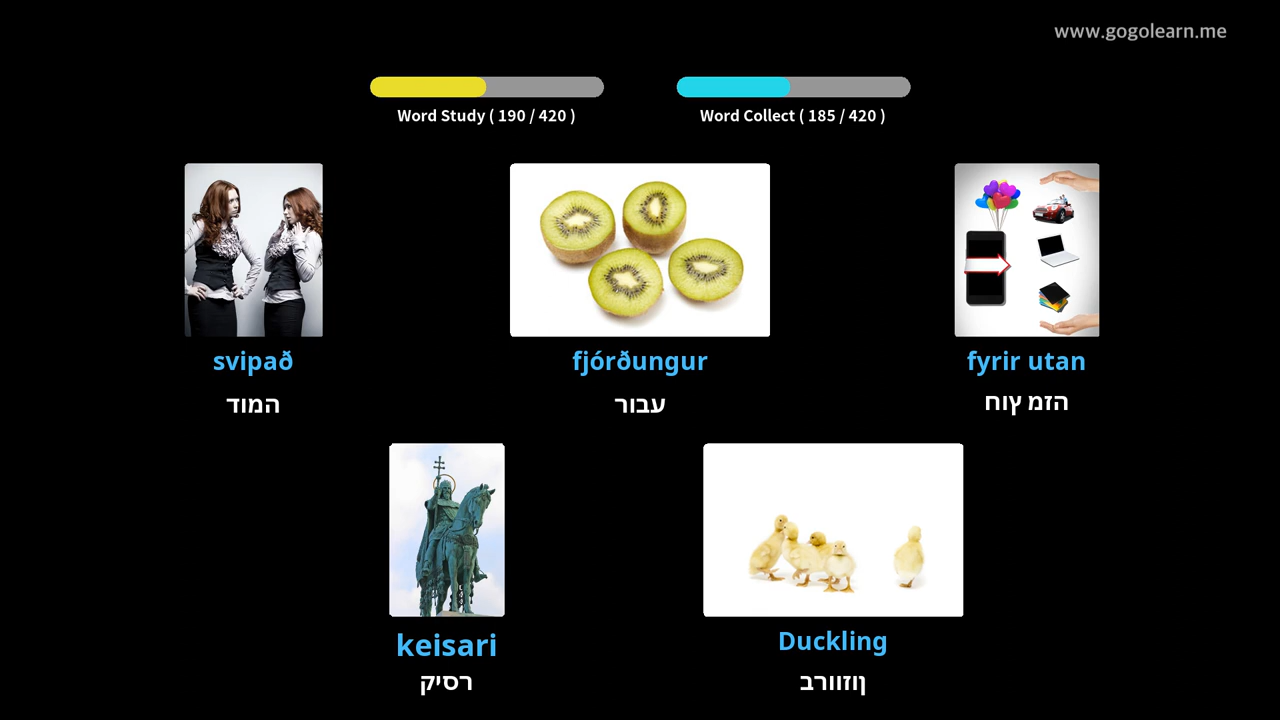 www.gogolearn.me
Word Study ( 190 / 420 )
Word Collect ( 185 / 420 )
svipað
fjórðungur
fyrir utan
המוד
עבור
הזמ ץוח
keisari
Duckling
רסיק
ןוזוורב